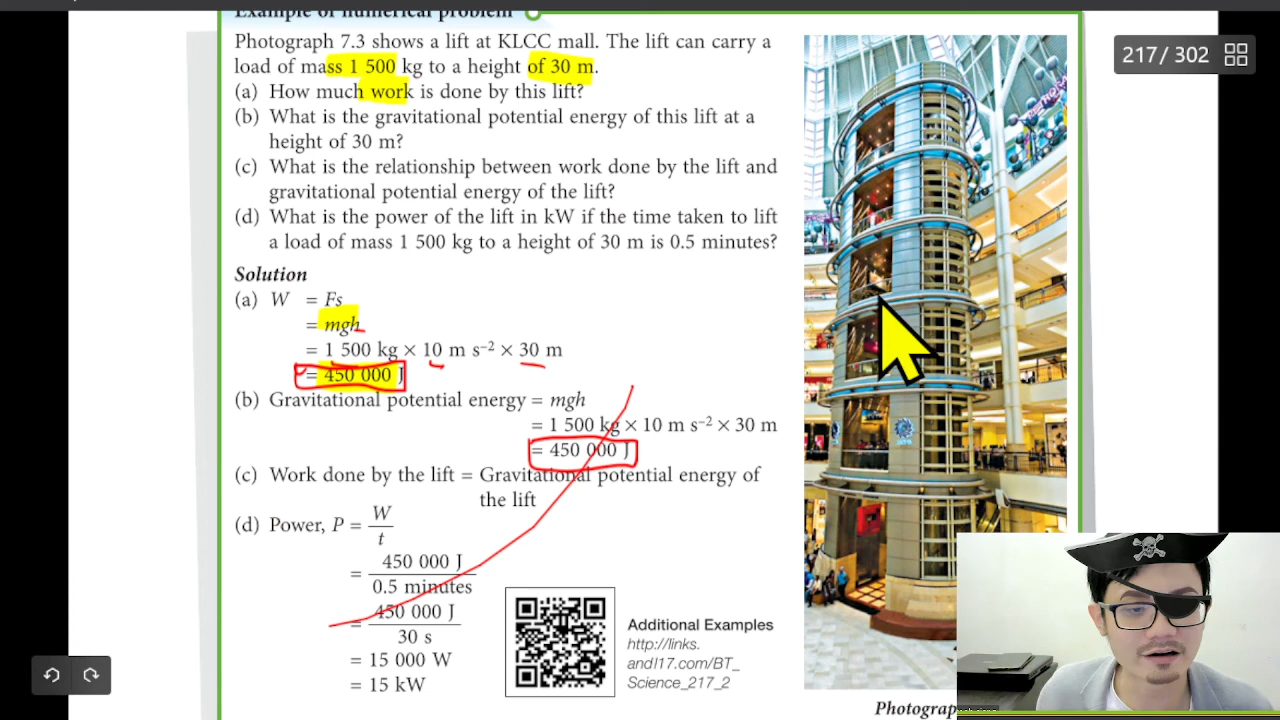 Example of numerical problem
217/ 302
Photograph 7.3 shows a lift at KLCC mall. The lift can carry a
load of mass 1 500 kg to a height of 30 m.
(a) How much work is done by this lift?
(b) What is the gravitational potential energy of this lift at a
height of 30 m?
(c) What is the relationship between work done by the lift and
gravitational potential energy of the lift?
(d) What is the power of the lift in kW if the time taken to lift
a load of mass 1 500 kg to a height of 30 m is 0.5 minutes?
Solution
(a) W = Fs
= mgh
= 1 500 kg × 10 m s⁻² × 30 m
= 450 000 J
(b) Gravitational potential energy = mgh
= 1 500 kg × 10 m s⁻² × 30 m
= 450 000 J
(c) Work done by the lift = Gravitational potential energy of
the lift
(d) Power, P = W
t
= 450 000 J
0.5 minutes
= 450 000 J
30 s
= 15 000 W
= 15 kW
Additional Examples
http://links.
andl17.com/BT_
Science_217_2
Photograp